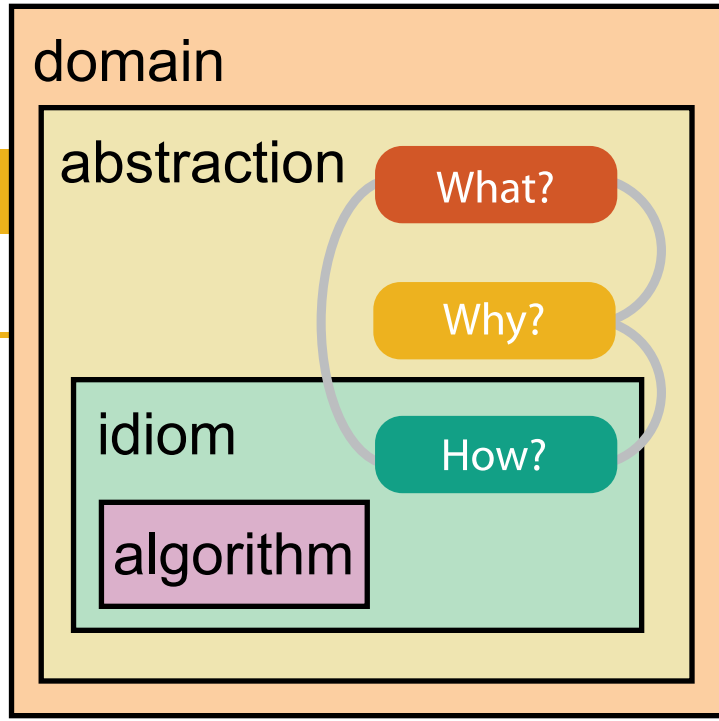 domain
abstraction
What?
Why?
idiom
How?
algorithm